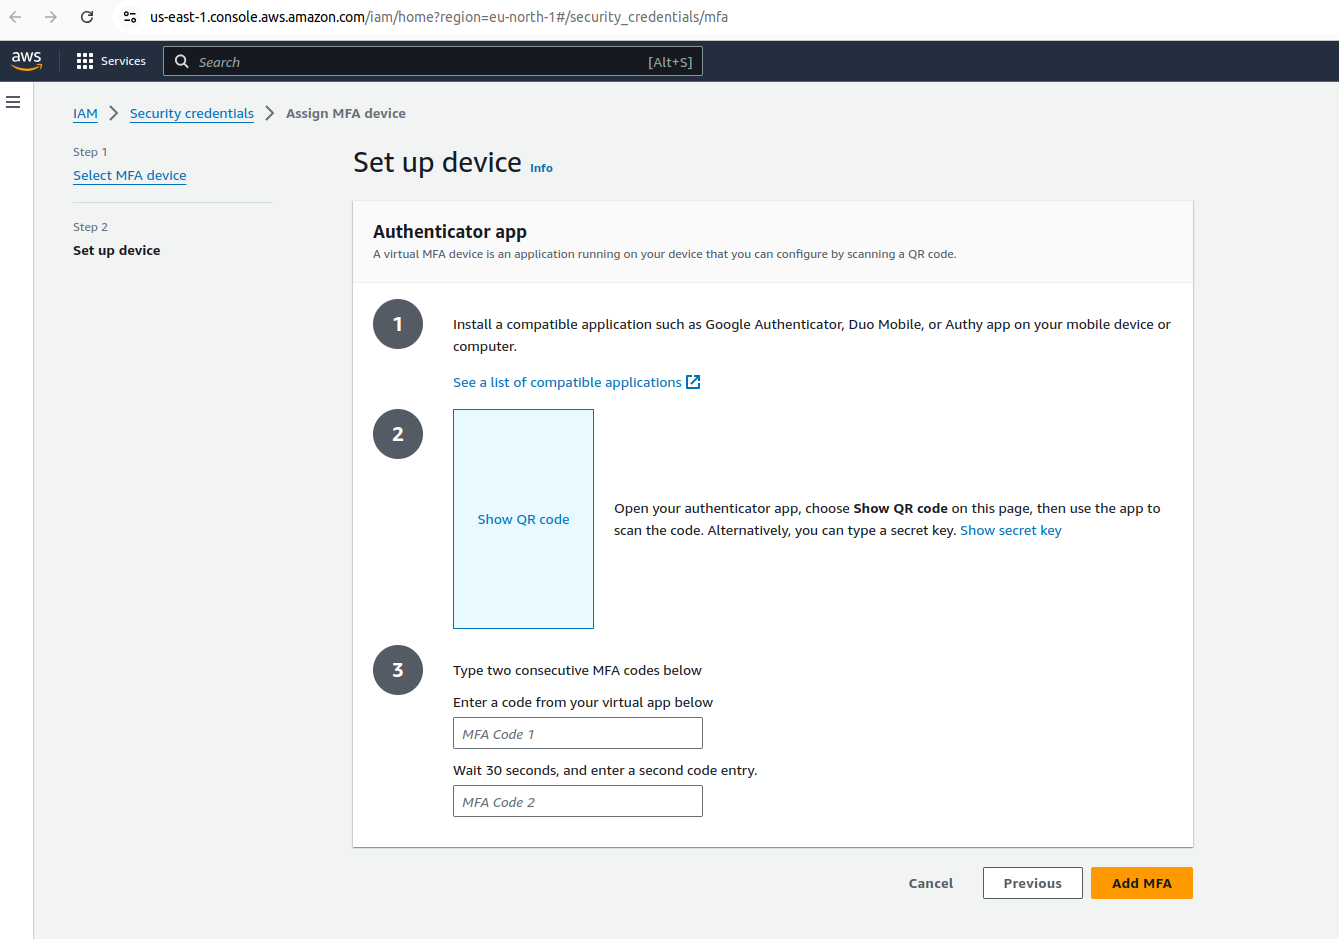 us-east-1.console.aws.amazon.com/iam/home?region=eu-north-1#/security_credentials/mfa
aws
Services
Search
[Alt+S]
IAM
Security credentials
Assign MFA device
Step 1
Select MFA device
Step 2
Set up device
Set up device Info
Authenticator app
A virtual MFA device is an application running on your device that you can configure by scanning a QR code.
1
Install a compatible application such as Google Authenticator, Duo Mobile, or Authy app on your mobile device or
computer.
See a list of compatible applications
2
Show QR code
Open your authenticator app, choose Show QR code on this page, then use the app to
scan the code. Alternatively, you can type a secret key. Show secret key
3
Type two consecutive MFA codes below
Enter a code from your virtual app below
MFA Code 1
Wait 30 seconds, and enter a second code entry.
MFA Code 2
Cancel
Previous
Add MFA